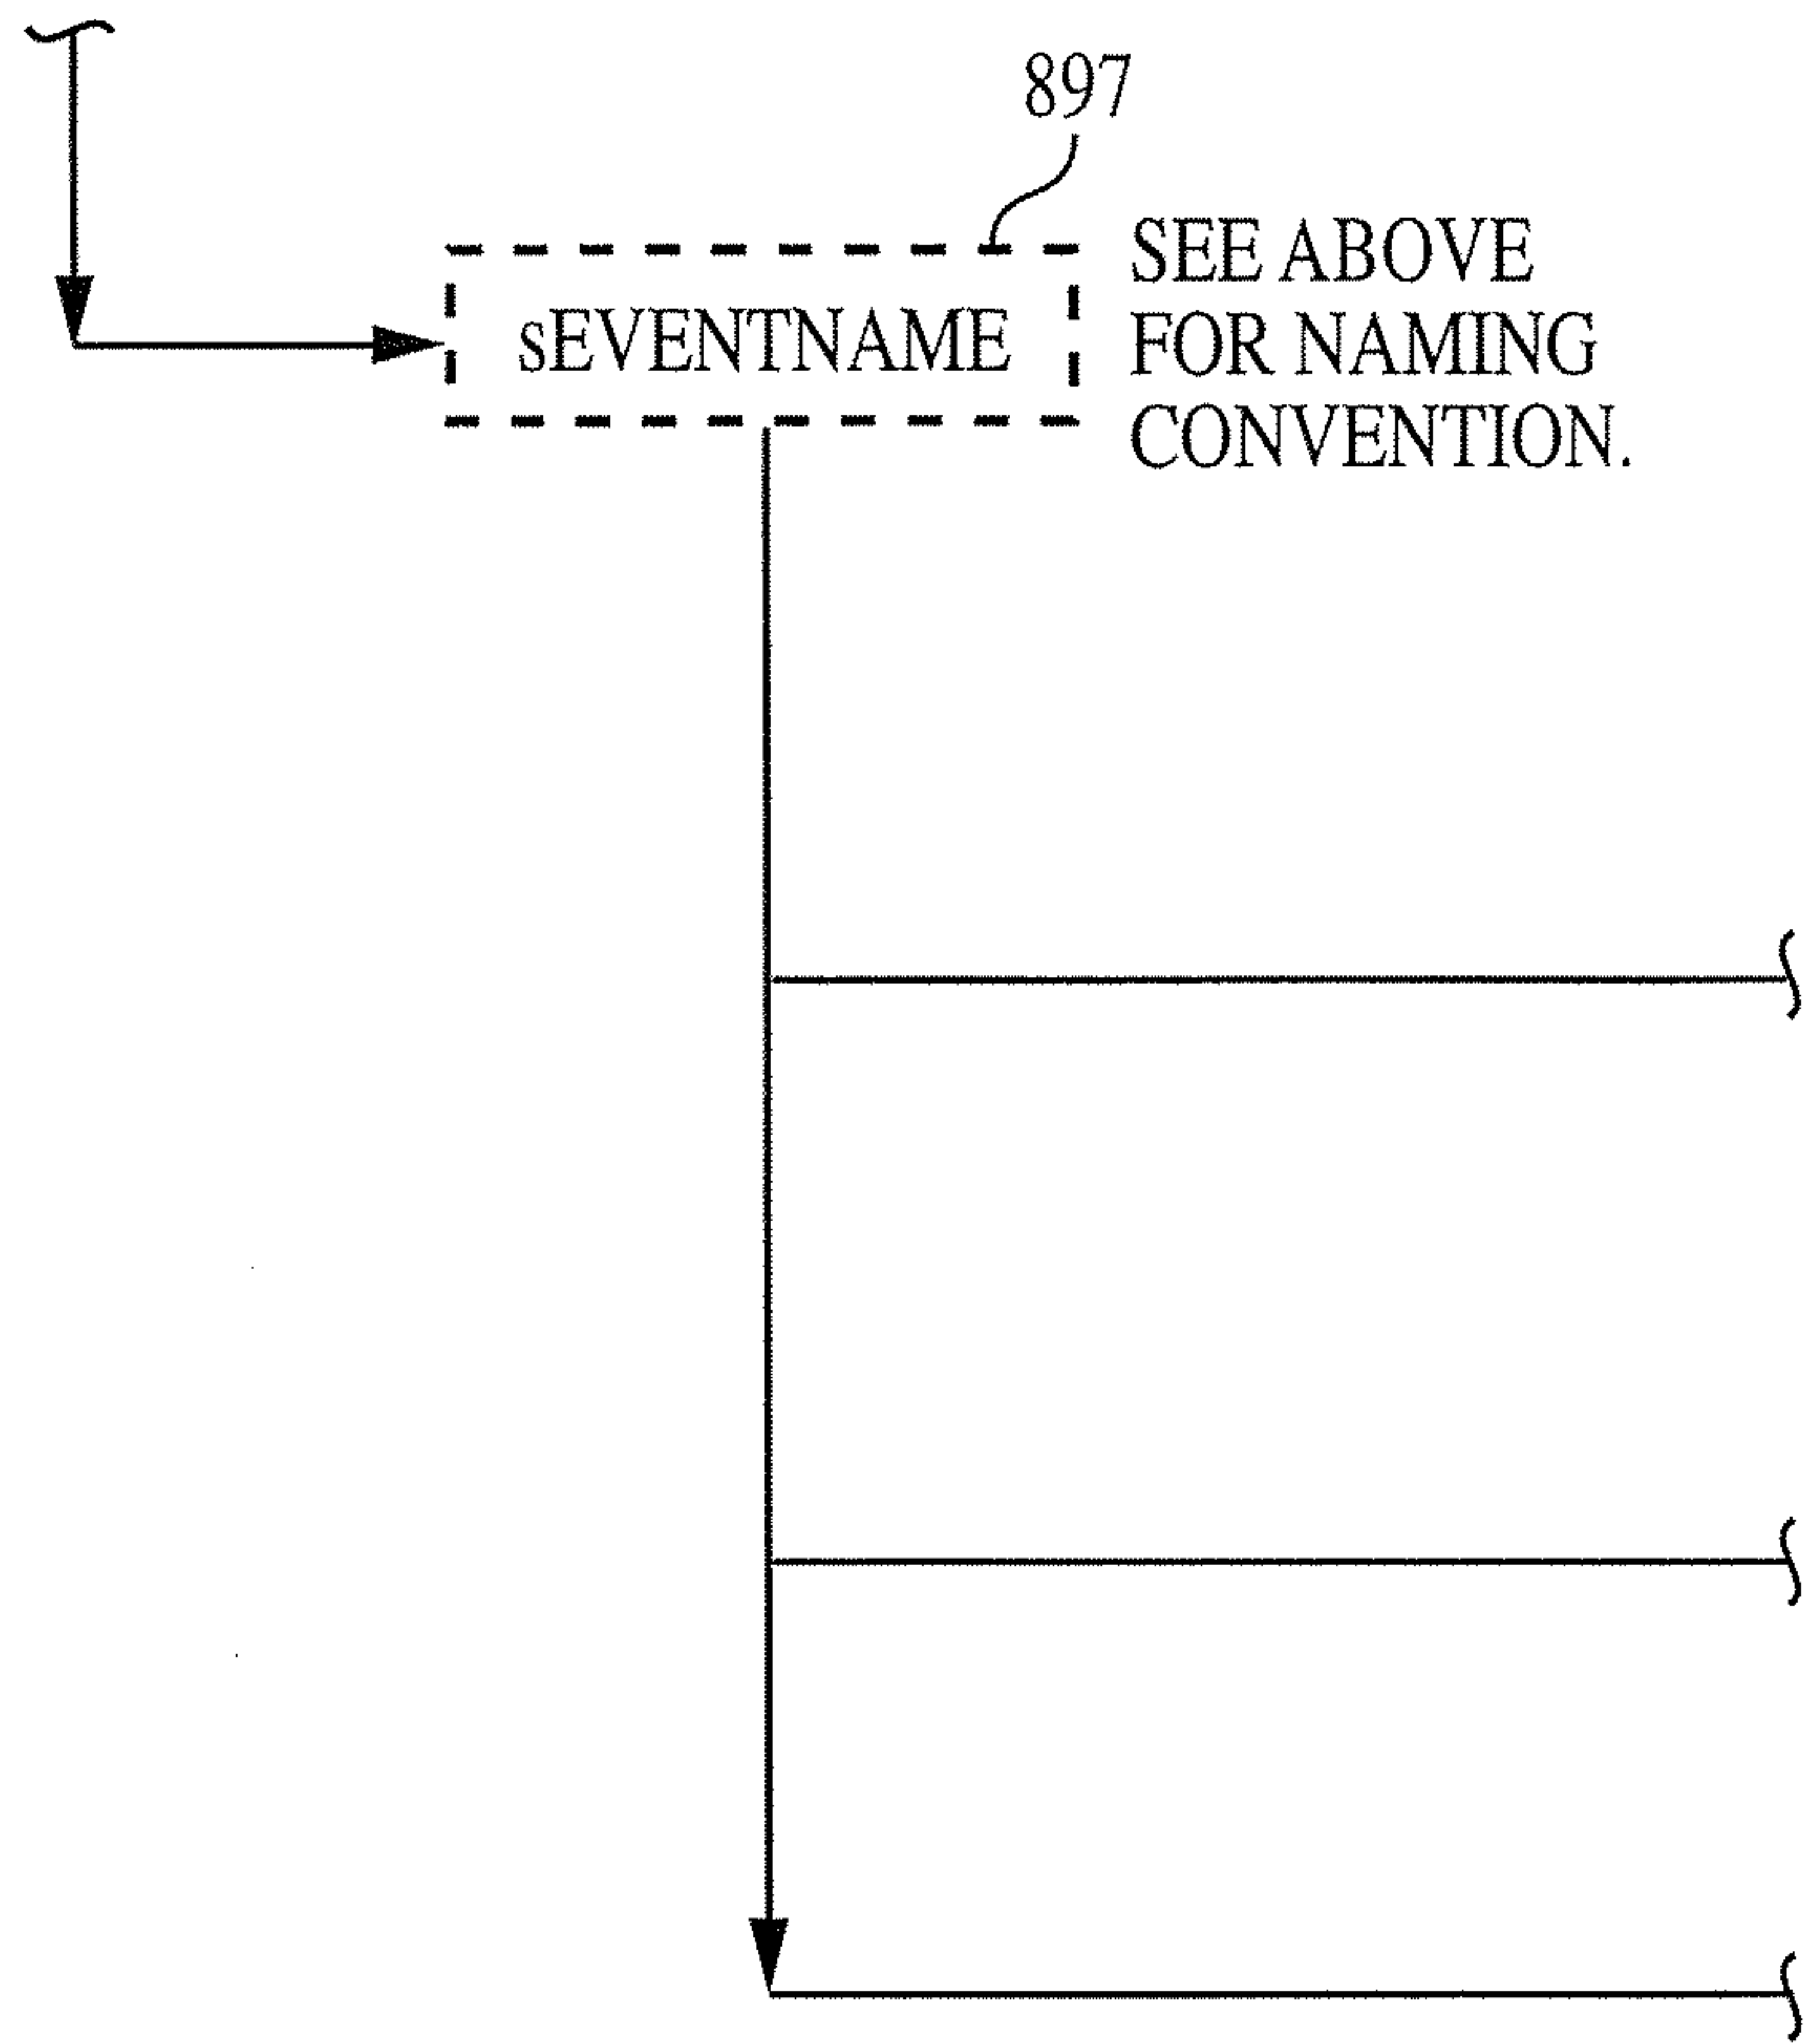 897
sEVENTNAME
SEE ABOVE
FOR NAMING
CONVENTION.